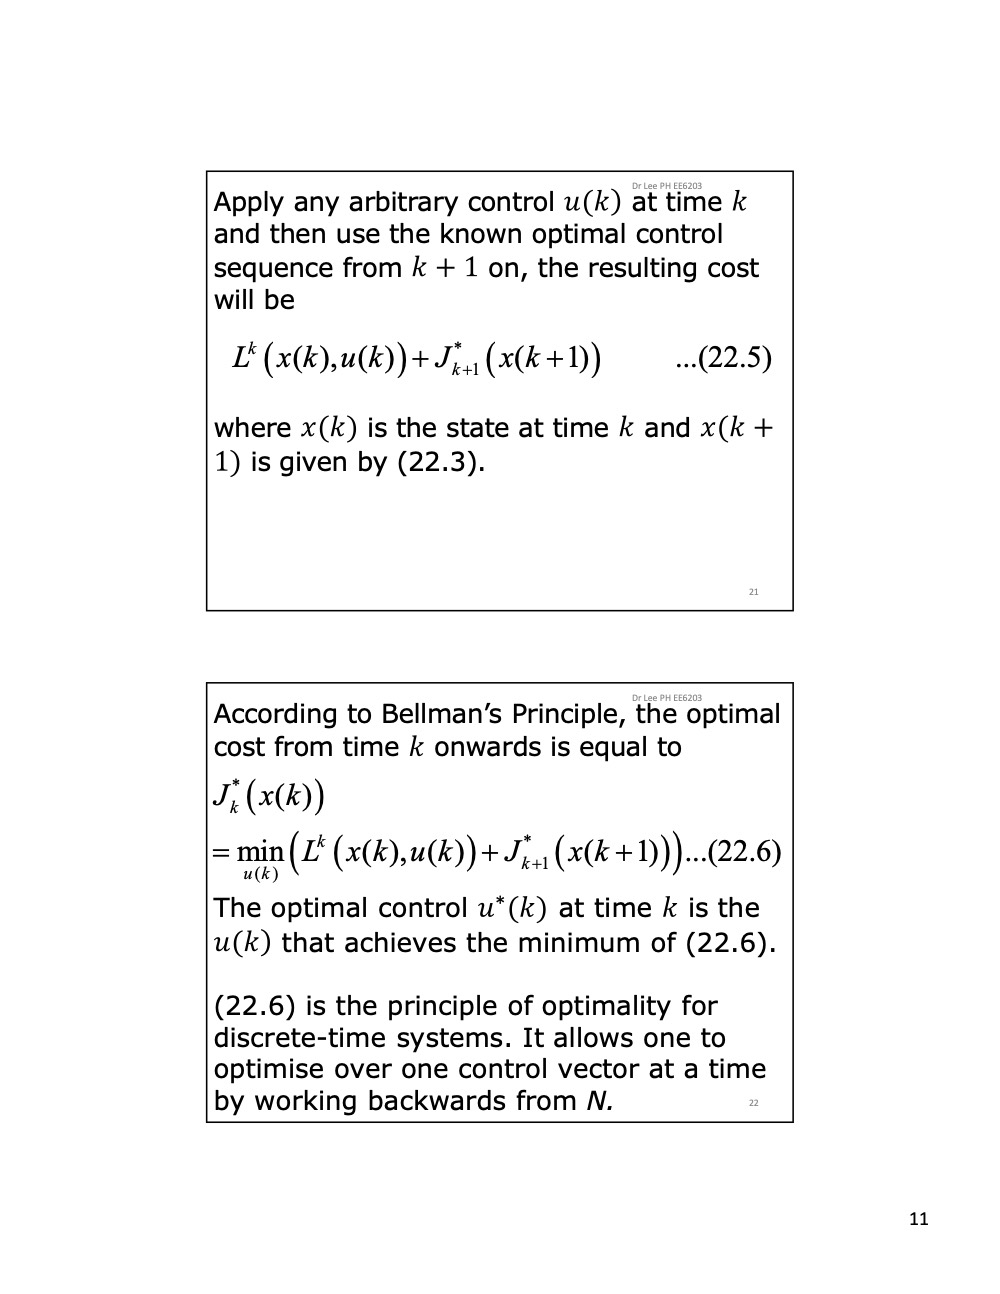 Dr Lee PH EE6203
Apply any arbitrary control u(k) at time k
and then use the known optimal control
sequence from k + 1 on, the resulting cost
will be
L^k (x(k),u(k)) + J^*_{k+1} (x(k+1)) ...(22.5)
where x(k) is the state at time k and x(k +
1) is given by (22.3).
21
Dr Lee PH EE6203
According to Bellman’s Principle, the optimal
cost from time k onwards is equal to
J^*_k (x(k))
= min_{u(k)} (L^k (x(k),u(k)) + J^*_{k+1} (x(k+1)))...(22.6)
The optimal control u*(k) at time k is the
u(k) that achieves the minimum of (22.6).
(22.6) is the principle of optimality for
discrete-time systems. It allows one to
optimise over one control vector at a time
by working backwards from N.
22
11